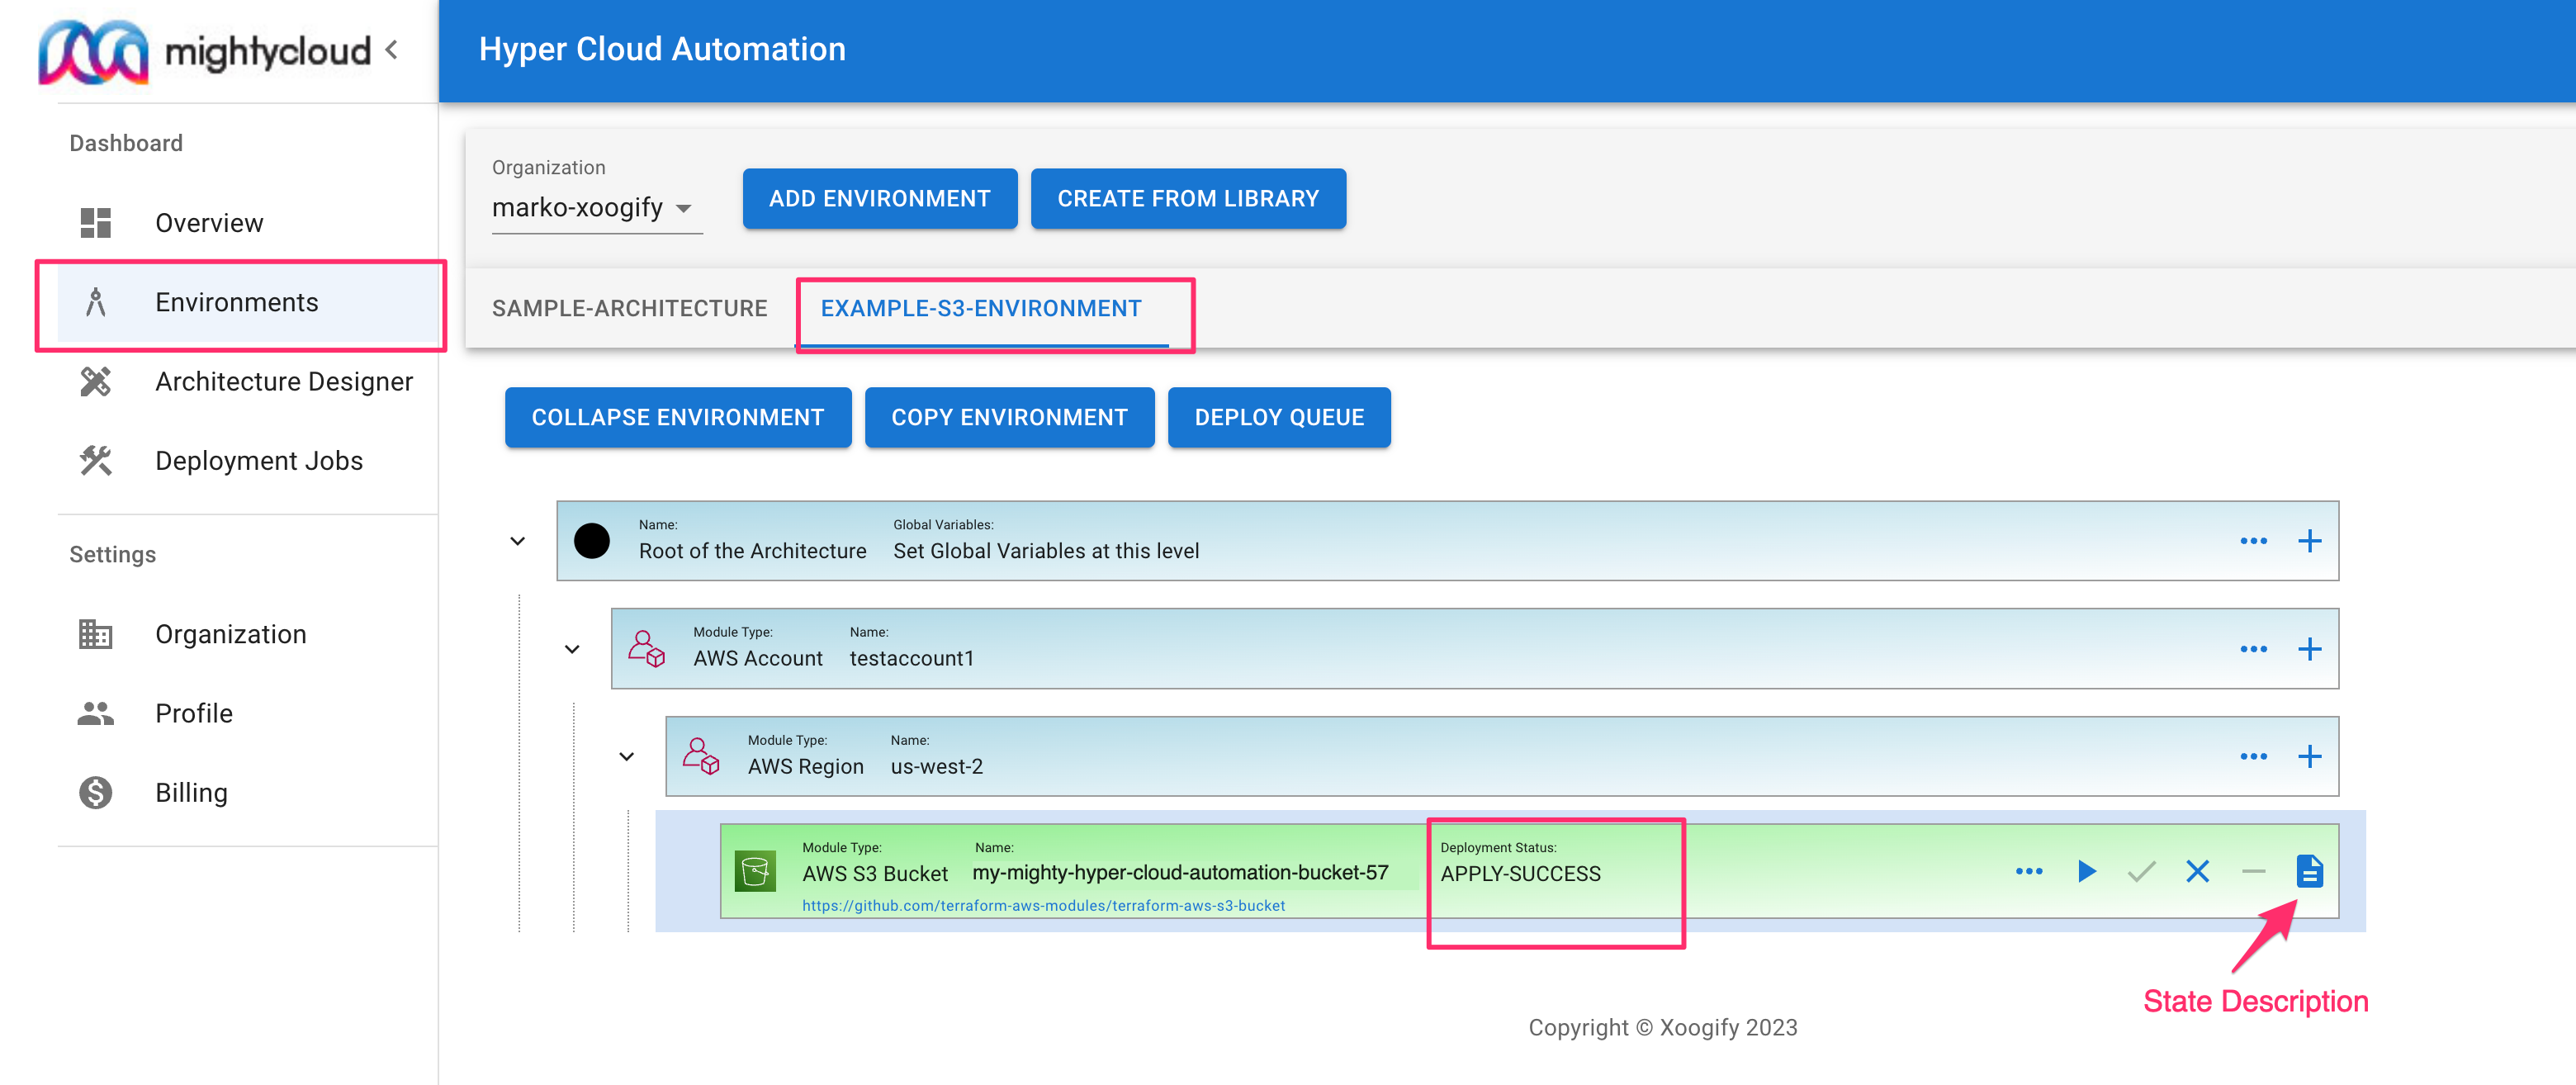 mightycloud
Hyper Cloud Automation
Dashboard
Overview
Environments
Architecture Designer
Deployment Jobs
Settings
Organization
Profile
Billing
Organization
marko-xoogify
ADD ENVIRONMENT
CREATE FROM LIBRARY
SAMPLE-ARCHITECTURE
EXAMPLE-S3-ENVIRONMENT
COLLAPSE ENVIRONMENT
COPY ENVIRONMENT
DEPLOY QUEUE
Name:
Root of the Architecture
Global Variables:
Set Global Variables at this level
Module Type:
AWS Account
Name:
testaccount1
Module Type:
AWS Region
Name:
us-west-2
Module Type:
AWS S3 Bucket
Name:
my-mighty-hyper-cloud-automation-bucket-57
https://github.com/terraform-aws-modules/terraform-aws-s3-bucket
Deployment Status:
APPLY-SUCCESS
State Description
Copyright © Xoogify 2023